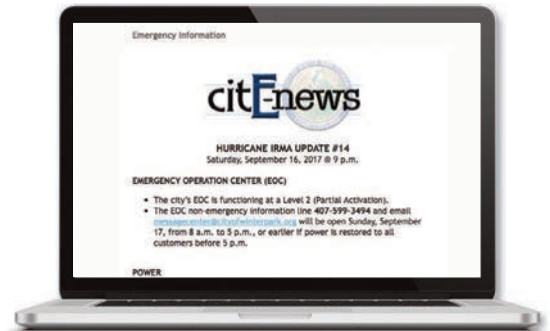 Emergency Information
citE-news
HURRICANE IRMA UPDATE #14
Saturday, September 16, 2017 @ 9 p.m.
EMERGENCY OPERATION CENTER (EOC)
• The city's EOC is functioning at a Level 2 (Partial Activation).
• The EOC non-emergency information line 407-599-3494 and email
messagecenter@cityofwinterpark.org will be open Sunday, September
17, from 8 a.m. to 5 p.m., or earlier if power is restored to all
customers before 5 p.m.
POWER